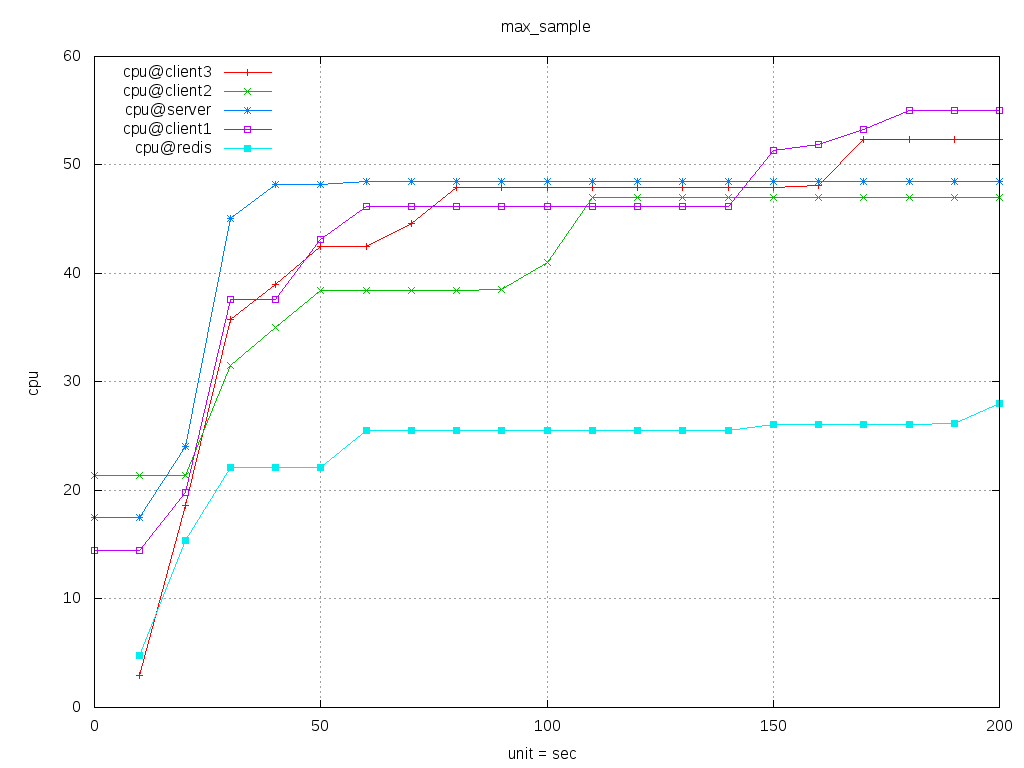 max_sample
60
50
40
30
20
10
0
cpu
cpu@client3
cpu@client2
cpu@server
cpu@client1
cpu@redis
0 50 100 150 200
unit = sec